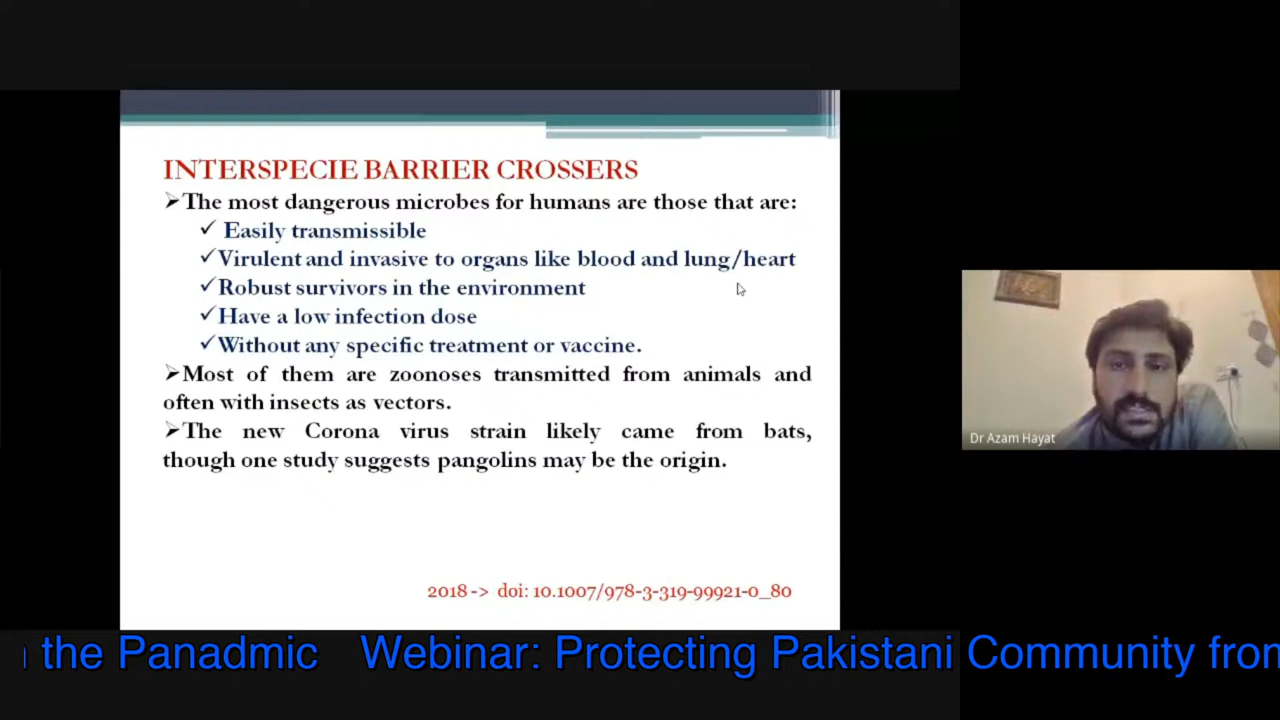 INTERSPECIE BARRIER CROSSERS
➢The most dangerous microbes for humans are those that are:
✓ Easily transmissible
✓Virulent and invasive to organs like blood and lung/heart
✓Robust survivors in the environment
✓Have a low infection dose
✓Without any specific treatment or vaccine.
➢Most of them are zoonoses transmitted from animals and
often with insects as vectors.
➢The new Corona virus strain likely came from bats,
though one study suggests pangolins may be the origin.
2018 -> doi: 10.1007/978-3-319-99921-0_80
Dr Azam Hayat
the Panadmic Webinar: Protecting Pakistani Community from